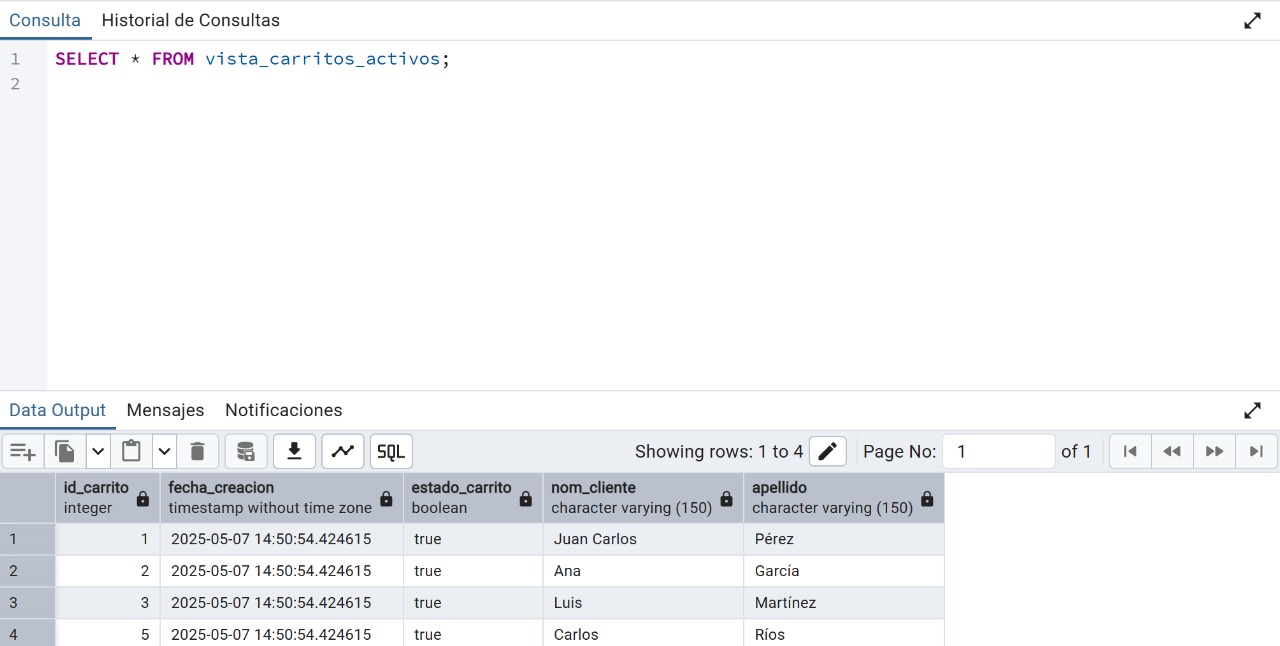 Consulta Historial de Consultas
1 SELECT * FROM vista_carritos_activos;
2
Data Output Mensajes Notificaciones
SQL Showing rows: 1 to 4 Page No: 1 of 1
id_carrito fecha_creacion estado_carrito nom_cliente apellido
integer timestamp without time zone boolean character varying (150) character varying (150)
1 1 2025-05-07 14:50:54.424615 true Juan Carlos Pérez
2 2 2025-05-07 14:50:54.424615 true Ana García
3 3 2025-05-07 14:50:54.424615 true Luis Martínez
4 5 2025-05-07 14:50:54.424615 true Carlos Ríos